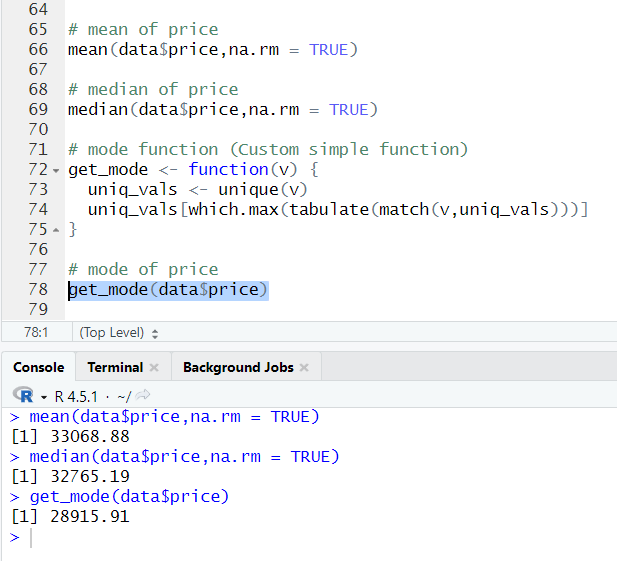 64
65 # mean of price
66 mean(data$price,na.rm = TRUE)
67
68 # median of price
69 median(data$price,na.rm = TRUE)
70
71 # mode function (Custom simple function)
72 get_mode <- function(v) {
73   uniq_vals <- unique(v)
74   uniq_vals[which.max(tabulate(match(v,uniq_vals)))]
75 }
76
77 # mode of price
78 get_mode(data$price)
79
78:1 (Top Level)
Console Terminal Background Jobs
R R 4.5.1 · ~/
> mean(data$price,na.rm = TRUE)
[1] 33068.88
> median(data$price,na.rm = TRUE)
[1] 32765.19
> get_mode(data$price)
[1] 28915.91
>